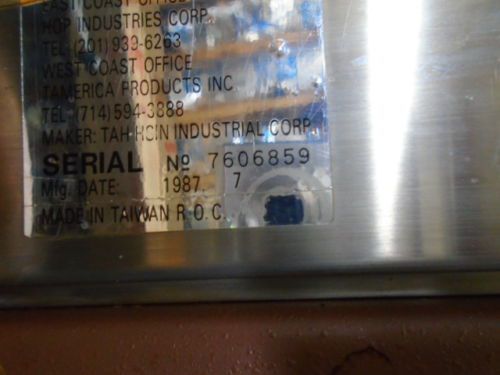 EAST COAST OFFICE
HOP INDUSTRIES CORP.
TEL: (201) 939-6263
WEST COAST OFFICE
TAMERICA PRODUCTS INC
TEL: (714) 594-3888
MAKER: TAH-HSIN INDUSTRIAL CORP.
SERIAL Nº 7606859
Mfg. DATE: 1987. 7
MADE IN TAIWAN R.O.C.